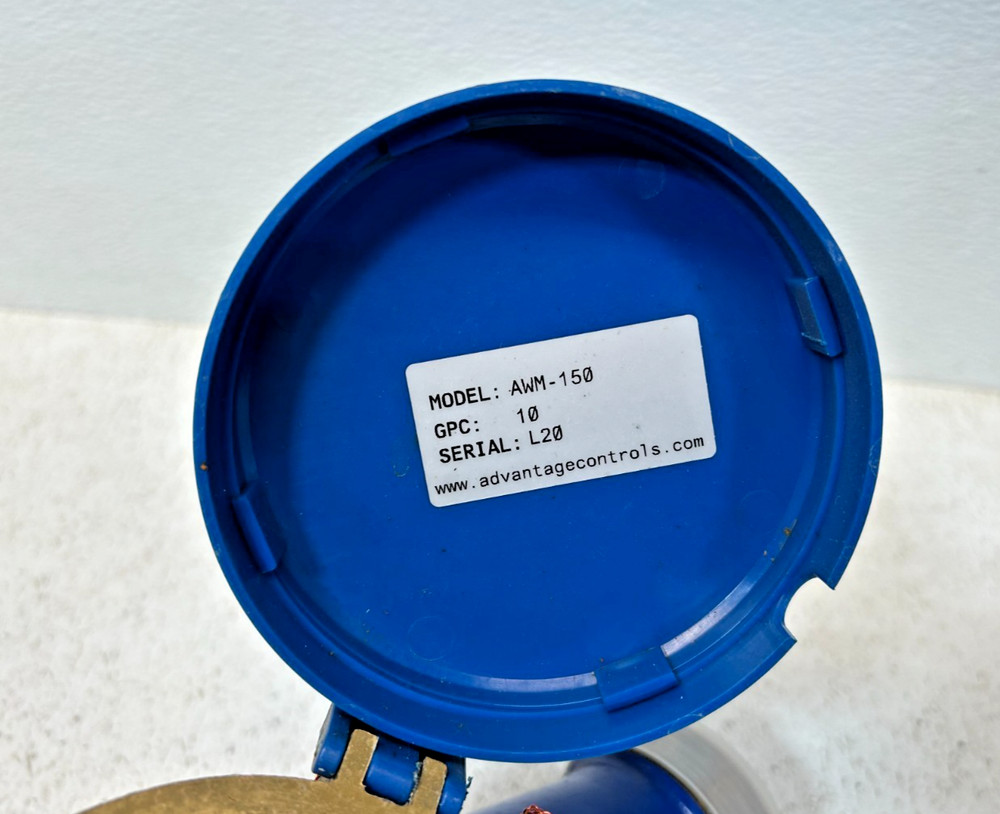 MODEL: AWM-150
GPC: 10
SERIAL: L20
www.advantagecontrols.com